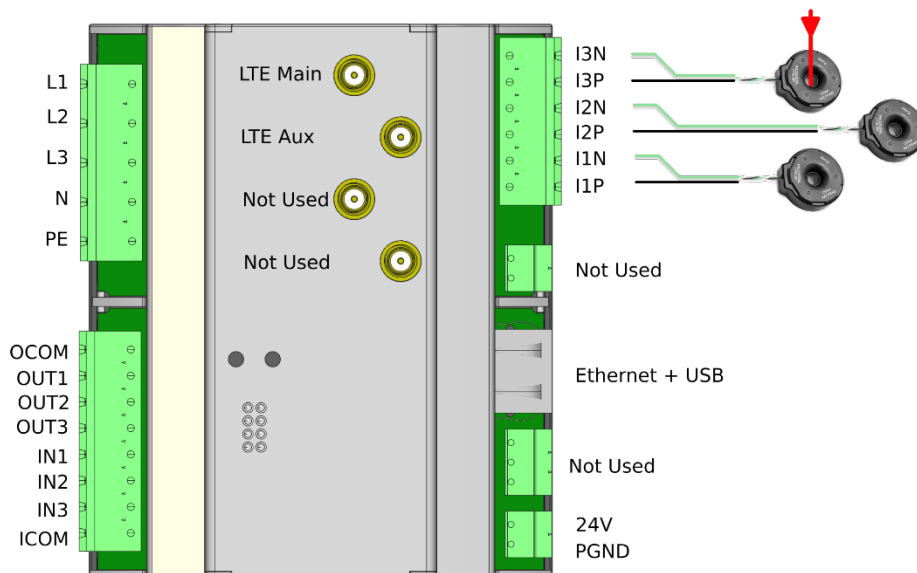 L1
L2
L3
N
PE
OCOM
OUT1
OUT2
OUT3
IN1
IN2
IN3
ICOM
LTE Main
LTE Aux
Not Used
Not Used
I3N
I3P
I2N
I2P
I1N
I1P
Not Used
Ethernet + USB
Not Used
24V
PGND